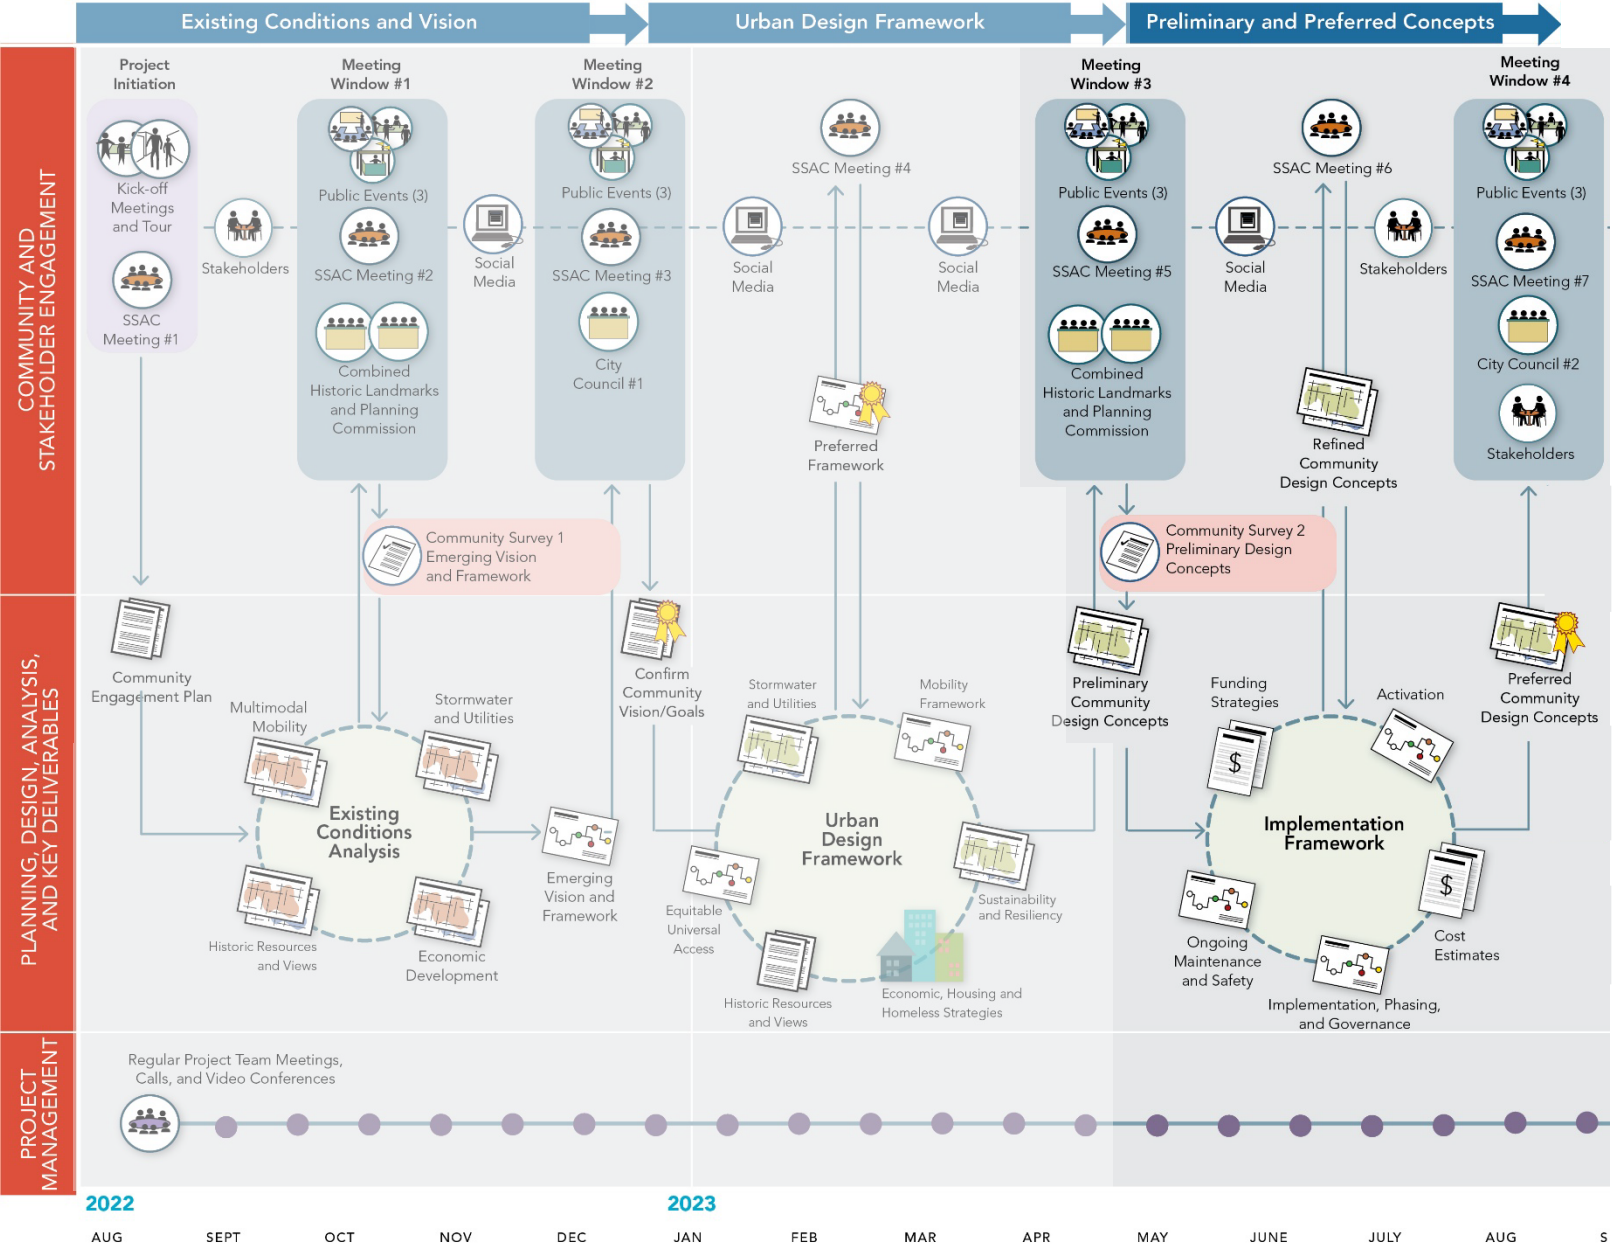 Existing Conditions and Vision
Urban Design Framework
Preliminary and Preferred Concepts
COMMUNITY AND
STAKEHOLDER ENGAGEMENT
Project
Initiation
Kick-off
Meetings
and Tour
SSAC
Meeting #1
Stakeholders
Meeting
Window #1
Public Events (3)
SSAC Meeting #2
Combined
Historic Landmarks
and Planning
Commission
Social
Media
Meeting
Window #2
Public Events (3)
SSAC Meeting #3
City
Council #1
Social
Media
SSAC Meeting #4
Preferred
Framework
Social
Media
Meeting
Window #3
Public Events (3)
SSAC Meeting #5
Combined
Historic Landmarks
and Planning
Commission
Social
Media
SSAC Meeting #6
Refined
Community
Design Concepts
Stakeholders
Meeting
Window #4
Public Events (3)
SSAC Meeting #7
City Council #2
Stakeholders
Community Survey 1
Emerging Vision
and Framework
Community Survey 2
Preliminary Design
Concepts
PLANNING, DESIGN, ANALYSIS,
AND KEY DELIVERABLES
Community
Engagement Plan
Multimodal
Mobility
Stormwater
and Utilities
Existing
Conditions
Analysis
Historic Resources
and Views
Economic
Development
Emerging
Vision and
Framework
Confirm
Community
Vision/Goals
Stormwater
and Utilities
Mobility
Framework
Urban
Design
Framework
Equitable
Universal
Access
Sustainability
and Resiliency
Historic Resources
and Views
Economic, Housing and
Homeless Strategies
Preliminary
Community
Design Concepts
Funding
Strategies
$
Activation
Implementation
Framework
$
Cost
Estimates
Ongoing
Maintenance
and Safety
Implementation, Phasing,
and Governance
Preferred
Community
Design Concepts
PROJECT
MANAGEMENT
Regular Project Team Meetings,
Calls, and Video Conferences
2022
2023
AUG
SEPT
OCT
NOV
DEC
JAN
FEB
MAR
APR
MAY
JUNE
JULY
AUG
S